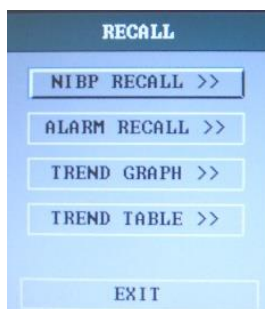 RECALL
NIBP RECALL >>
ALARM RECALL >>
TREND GRAPH >>
TREND TABLE >>
EXIT